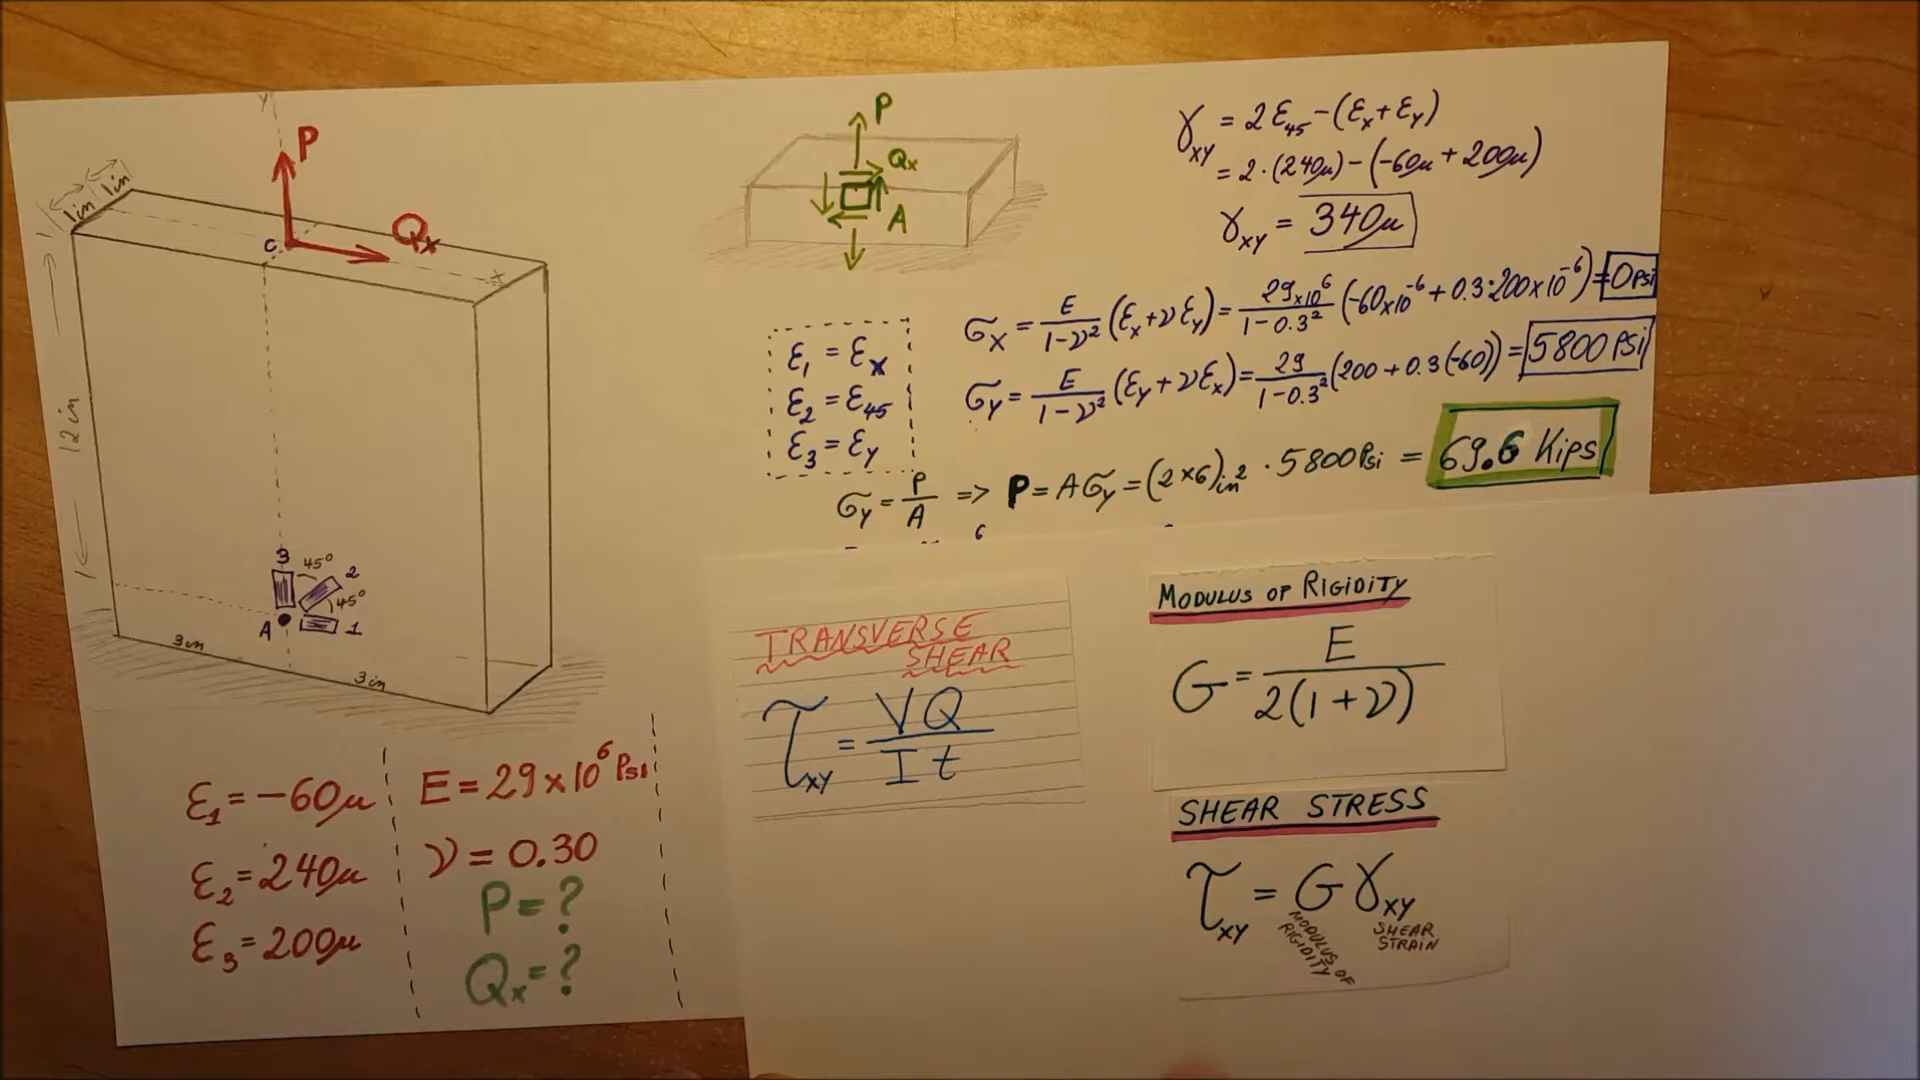 Y
P
Qx
C
x
1in
1in
12in
3
45°
2
45°
A
1
3in
3in
ε₁ = -60μ
ε₂ = 240μ
ε₃ = 200μ
E = 29×10⁶ Psi
ν = 0.30
P = ?
Qx = ?
P
Qx
A
ε₁ = εx
ε₂ = ε45
ε₃ = εy
γxy = 2ε45 - (εx + εy)
= 2·(240μ) - (-60μ + 200μ)
γxy = 340μ
σx = E/(1-ν²) (εx + νεy) = 29×10⁶/(1-0.3²) (-60×10⁻⁶ + 0.3·200×10⁻⁶) = 0 psi
σy = E/(1-ν²) (εy + νεx) = 29/(1-0.3²) (200 + 0.3(-60)) = 5800 PSi
σy = P/A => P = Aσy = (2×6)in² · 5800 Psi = 69.6 Kips
TRANSVERSE
SHEAR
τxy = VQ/It
MODULUS OF RIGIDITY
G = E/2(1+ν)
SHEAR STRESS
τxy = Gγxy
MODULUS OF
RIGIDITY
SHEAR
STRAIN